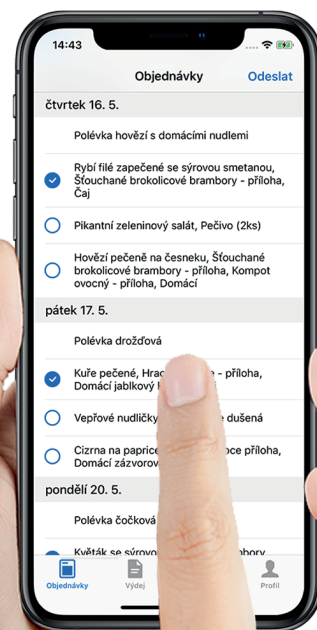 14:43
Objednávky
Odeslat
čtvrtek 16. 5.
Polévka hovězí s domácími nudlemi
Rybí filé zapečené se sýrovou smetanou,
Šťouchané brokolicové brambory - příloha,
Čaj
Pikantní zeleninový salát, Pečivo (2ks)
Hovězí pečeně na česneku, Šťouchané
brokolicové brambory - příloha, Kompot
ovocný - příloha, Domácí
pátek 17. 5.
Polévka drožďová
Kuře pečené, - příloha,
Domácí jablkový
Vepřové nudličky dušená
Cizrna na paprice příloha,
Domácí
pondělí 20. 5.
Polévka čočková
Květák se
Objednávky
Výdej
Profil